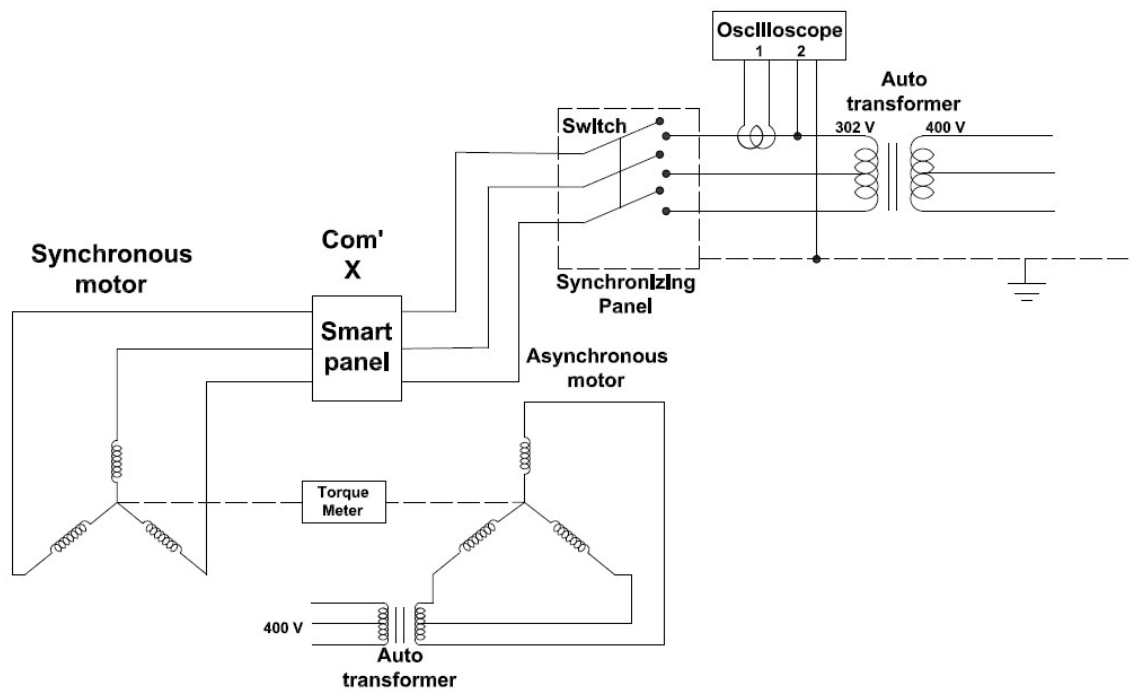 Oscilloscope
1 2
Auto
transformer
302 V 400 V
Switch
Synchronizing
Panel
Com'
X
Synchronous
motor
Smart
panel
Asynchronous
motor
Torque
Meter
400 V
Auto
transformer